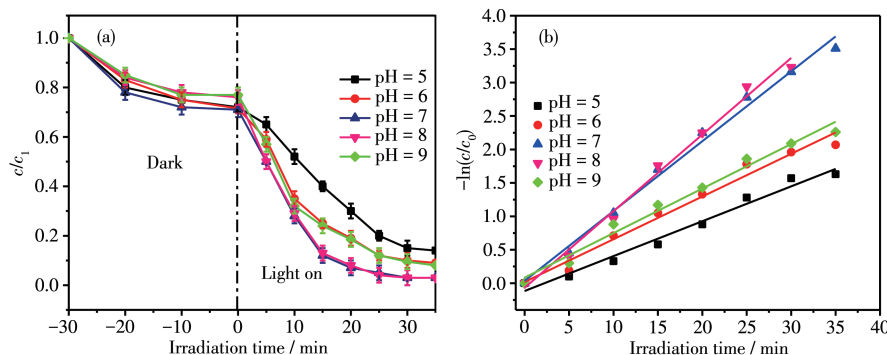 (a)
c/c₁
1.0
0.8
0.6
0.4
0.2
0.0
pH = 5
pH = 6
pH = 7
pH = 8
pH = 9
Dark
Light on
−30 −20 −10 0 10 20 30
Irradiation time / min
(b)
−ln(c/c₀)
4.0
3.5
3.0
2.5
2.0
1.5
1.0
0.5
0.0
−0.5
pH = 5
pH = 6
pH = 7
pH = 8
pH = 9
0 5 10 15 20 25 30 35 40
Irradiation time / min